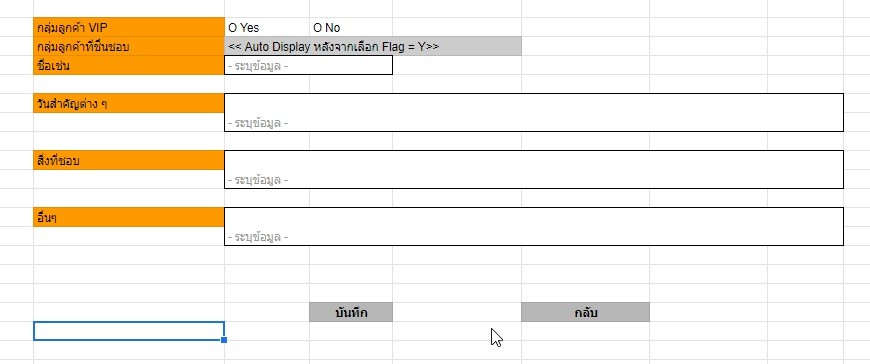 กลุ่มลูกค้า VIP O Yes O No
กลุ่มลูกค้าที่ชื่นชอบ << Auto Display หลังจากเลือก Flag = Y>>
ชื่อเช่น - ระบุข้อมูล -
วันสำคัญต่าง ๆ
- ระบุข้อมูล -
สิ่งที่ชอบ
- ระบุข้อมูล -
อื่นๆ
- ระบุข้อมูล -
บันทึก กลับ